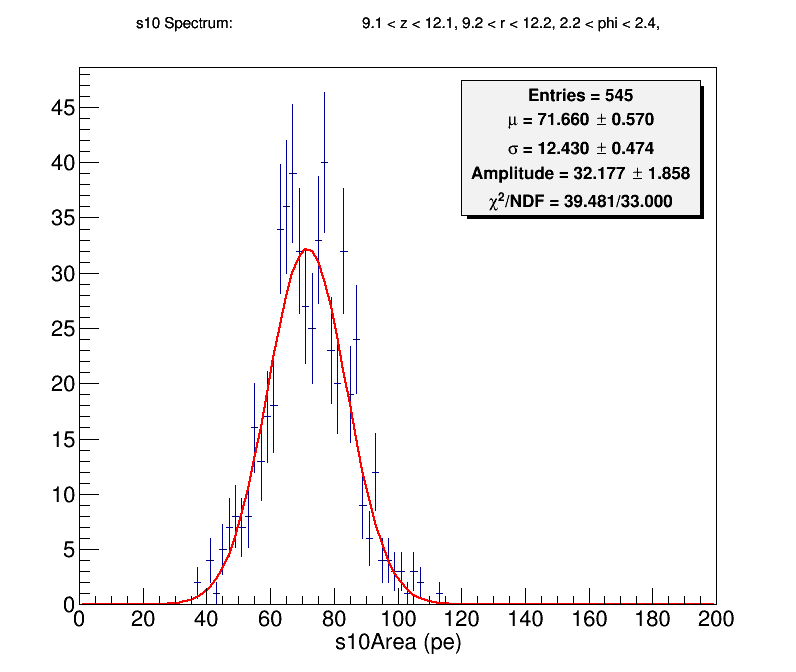 s10 Spectrum: 9.1 < z < 12.1, 9.2 < r < 12.2, 2.2 < phi < 2.4,
Entries = 545
μ = 71.660 ± 0.570
σ = 12.430 ± 0.474
Amplitude = 32.177 ± 1.858
χ²/NDF = 39.481/33.000
45
40
35
30
25
20
15
10
5
0
0 20 40 60 80 100 120 140 160 180 200
s10Area (pe)